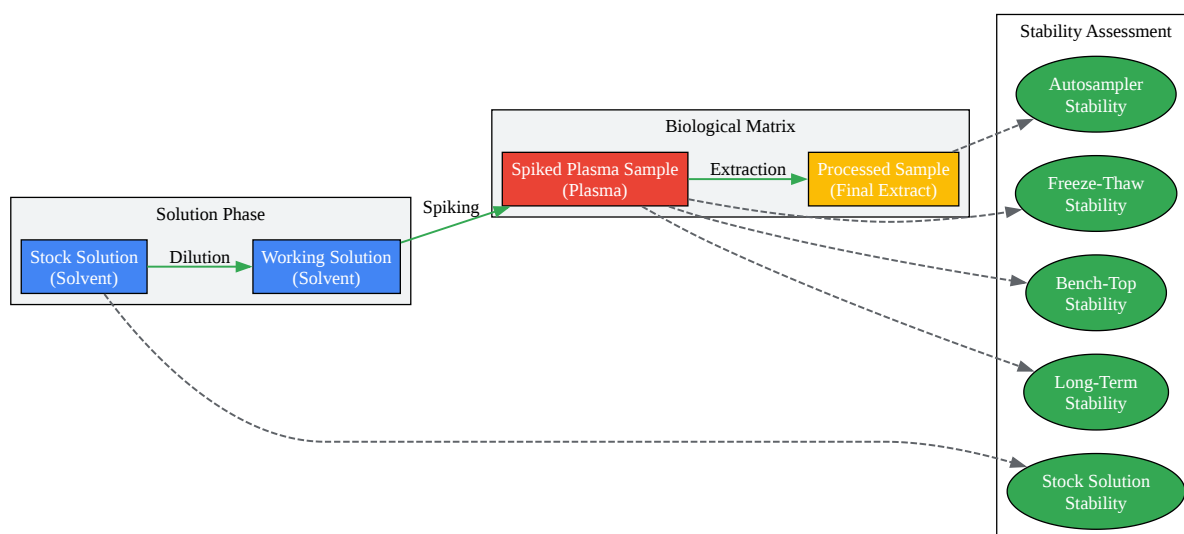 Stability Assessment
Autosampler
Stability
Biological Matrix
Spiked Plasma Sample
(Plasma)
Extraction
Processed Sample
(Final Extract)
Freeze-Thaw
Stability
Solution Phase
Spiking
Stock Solution
(Solvent)
Dilution
Working Solution
(Solvent)
Bench-Top
Stability
Long-Term
Stability
Stock Solution
Stability